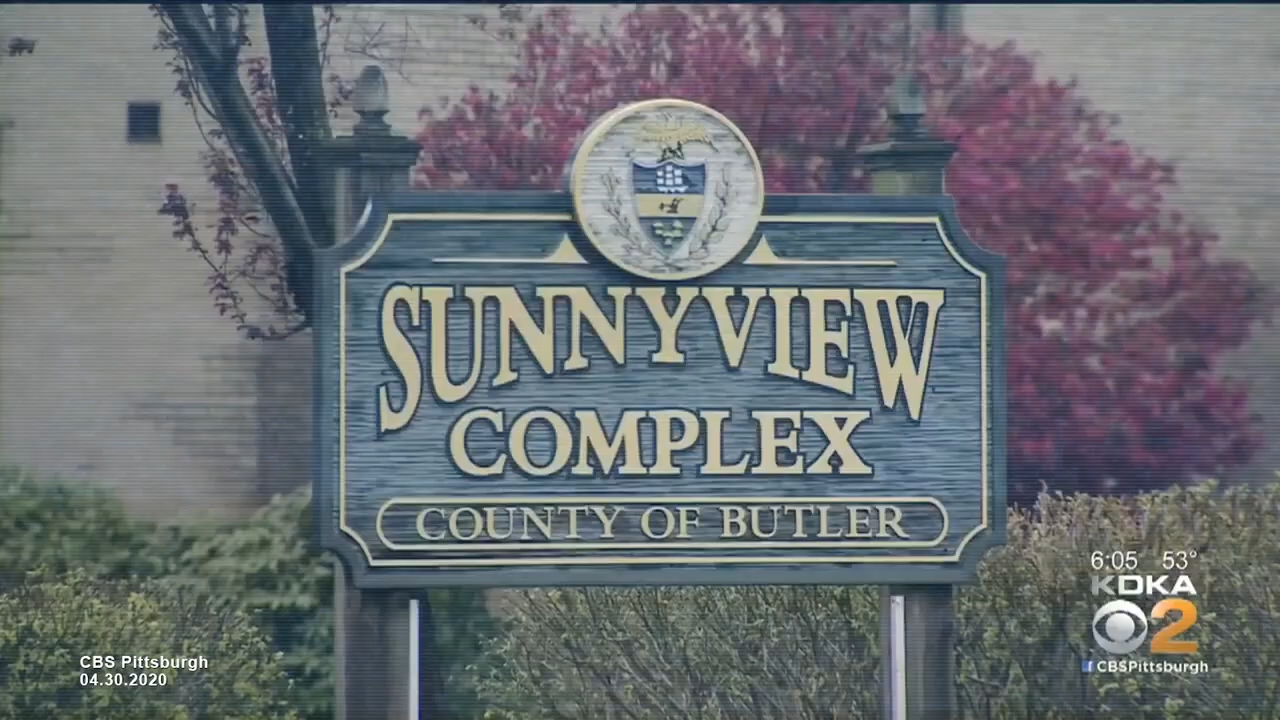 SUNNYVIEW
COMPLEX
COUNTY OF BUTLER
6:05 53°
KDKA
2
f CBSPittsburgh
CBS Pittsburgh
04.30.2020